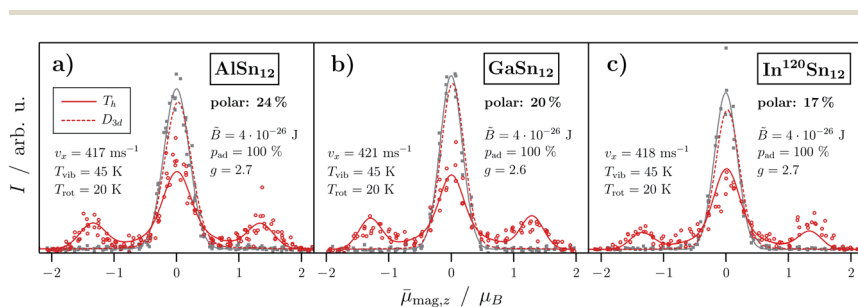 a)
AlSn₁₂
T_h
D_3d
polar: 24 %
B̃ = 4 · 10⁻²⁶ J
p_ad = 100 %
g = 2.7
v_x = 417 ms⁻¹
T_vib = 45 K
T_rot = 20 K
b)
GaSn₁₂
polar: 20 %
B̃ = 4 · 10⁻²⁶ J
p_ad = 100 %
g = 2.6
v_x = 421 ms⁻¹
T_vib = 45 K
T_rot = 20 K
c)
In¹²⁰Sn₁₂
polar: 17 %
B̃ = 4 · 10⁻²⁶ J
p_ad = 100 %
g = 2.7
v_x = 418 ms⁻¹
T_vib = 45 K
T_rot = 20 K
I / arb. u.
−2 −1 0 1 2
−2 −1 0 1 2
−2 −1 0 1 2
μ̄_mag,z / μ_B